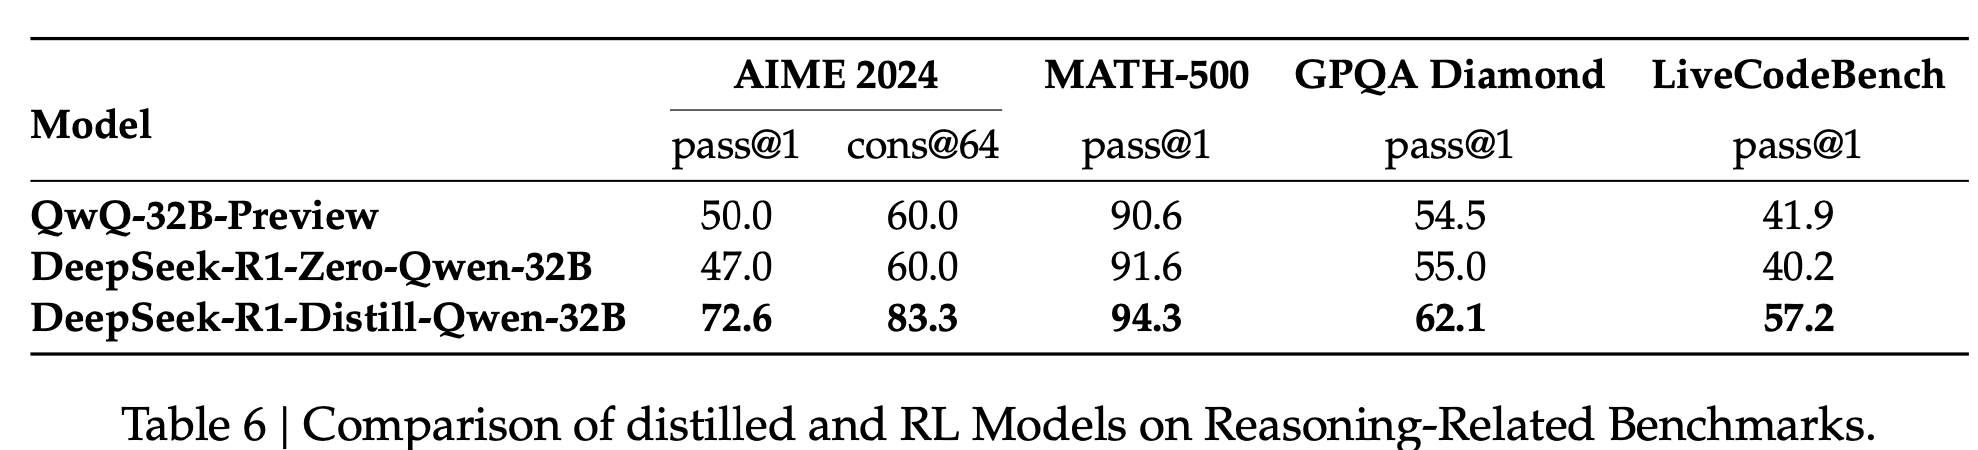 AIME 2024 MATH-500 GPQA Diamond LiveCodeBench
Model
pass@1 cons@64 pass@1 pass@1 pass@1
QwQ-32B-Preview 50.0 60.0 90.6 54.5 41.9
DeepSeek-R1-Zero-Qwen-32B 47.0 60.0 91.6 55.0 40.2
DeepSeek-R1-Distill-Qwen-32B 72.6 83.3 94.3 62.1 57.2
Table 6 | Comparison of distilled and RL Models on Reasoning-Related Benchmarks.